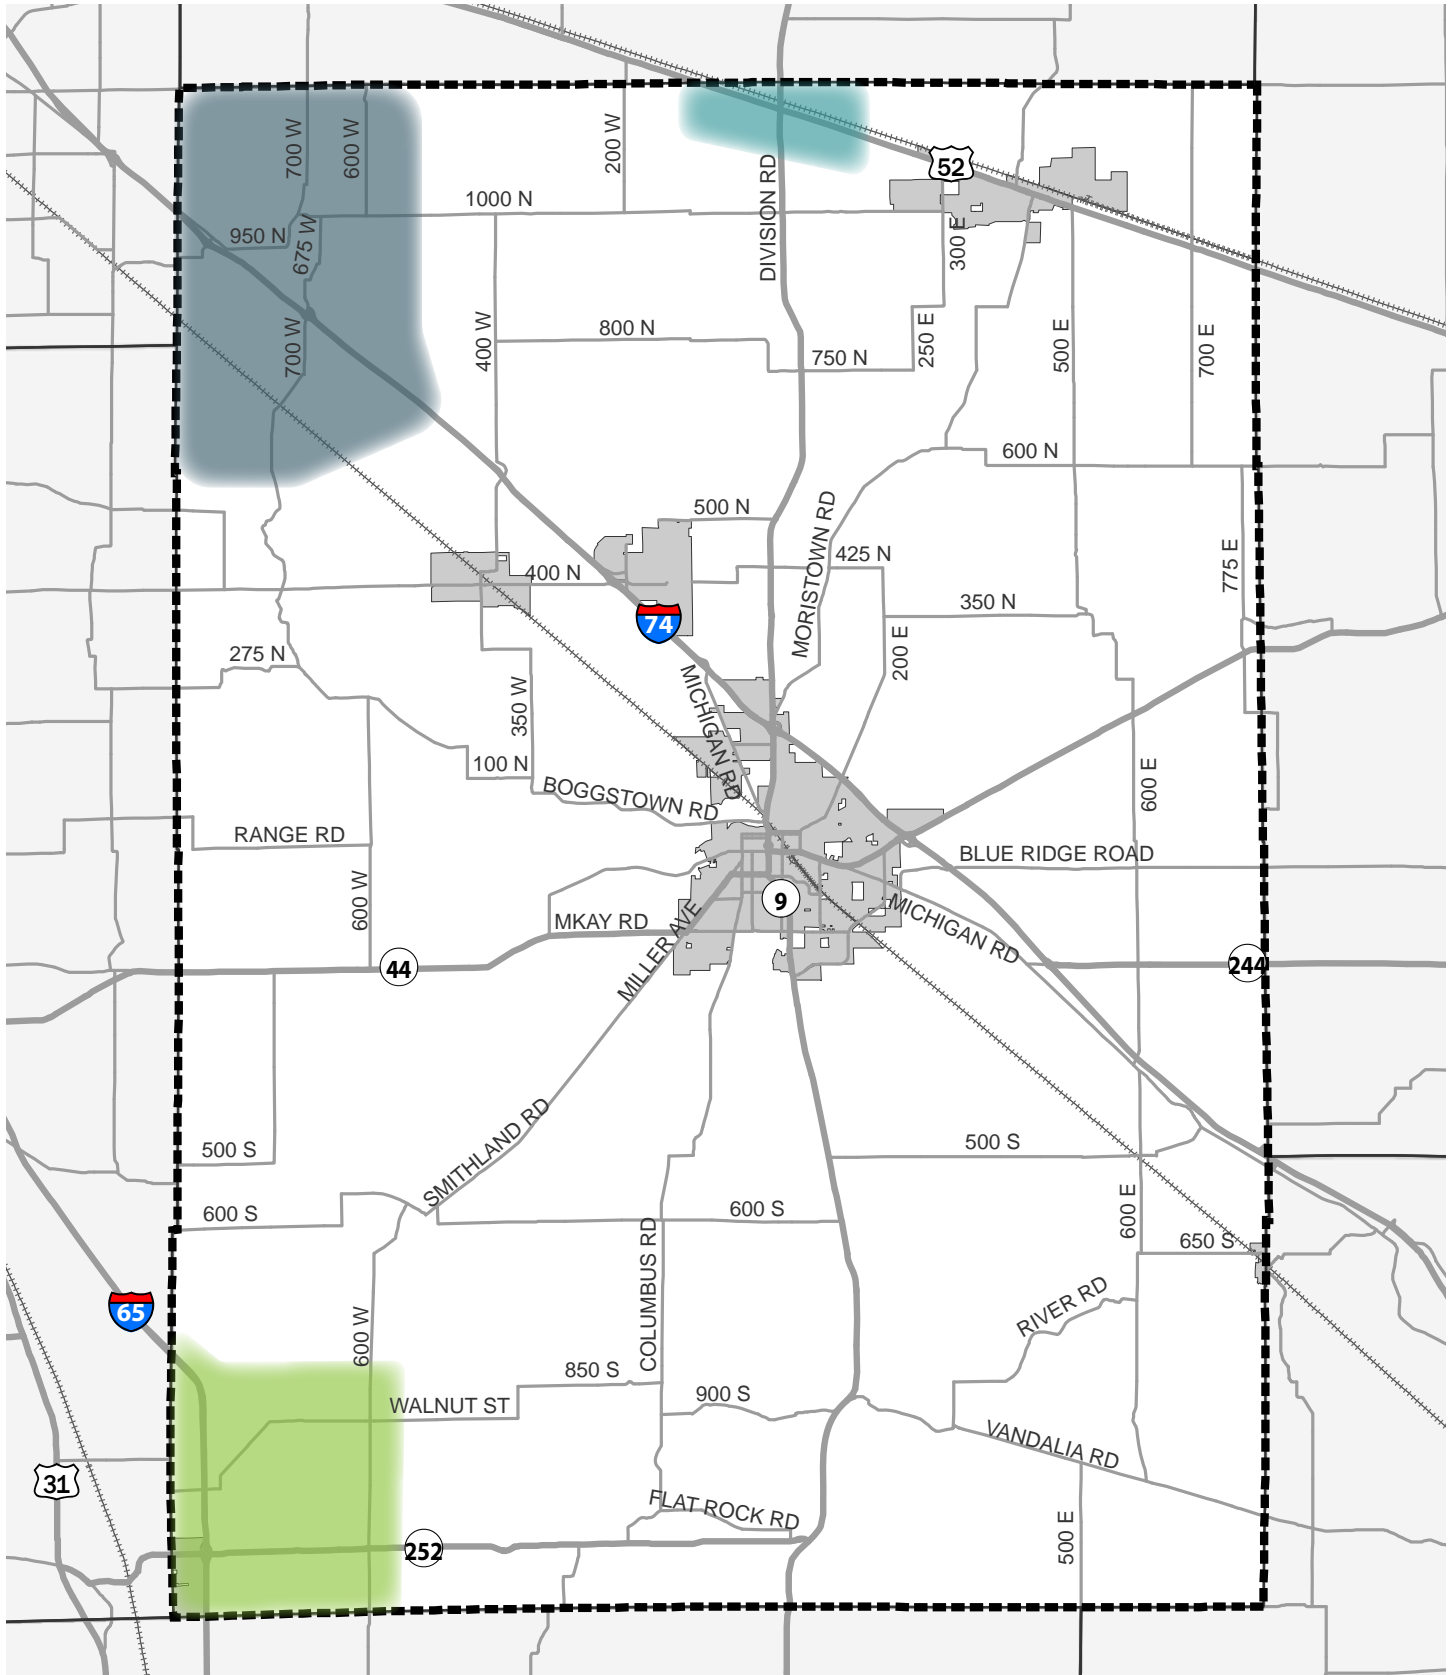 700 W
600 W
200 W
52
1000 N
DIVISION RD
950 N
675 W
300 E
700 W
400 W
800 N
750 N
250 E
500 E
700 E
600 N
500 N
MORISTOWN RD
425 N
400 N
775 E
350 N
74
200 E
275 N
MICHIGAN RD
350 W
100 N
BOGGSTOWN RD
600 E
RANGE RD
BLUE RIDGE ROAD
600 W
9
MKAY RD
MILLER AVE
MICHIGAN RD
44
244
SMITHLAND RD
500 S
500 S
600 S
600 S
600 E
COLUMBUS RD
650 S
65
RIVER RD
600 W
850 S
900 S
WALNUT ST
VANDALIA RD
31
FLAT ROCK RD
252
500 E